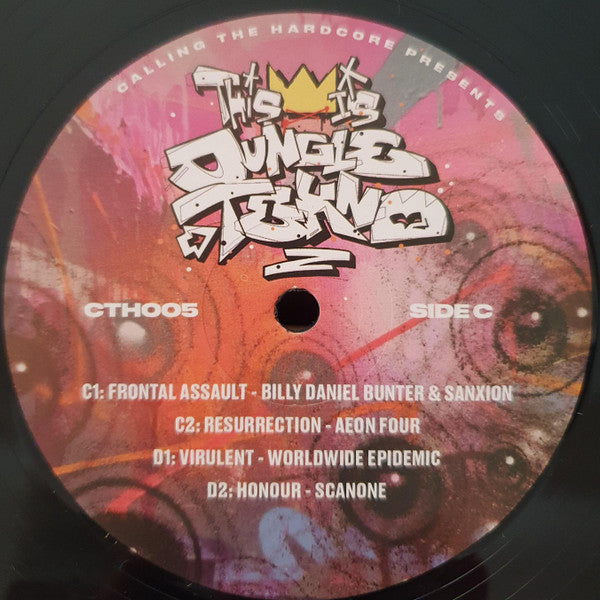 CALLING THE HARDCORE PRESENTS
THIS IS
JUNGLE
TEKNO
2
CTH005
SIDE C
C1: FRONTAL ASSAULT - BILLY DANIEL BUNTER & SANXION
C2: RESURRECTION - AEON FOUR
D1: VIRULENT - WORLDWIDE EPIDEMIC
D2: HONOUR - SCANONE